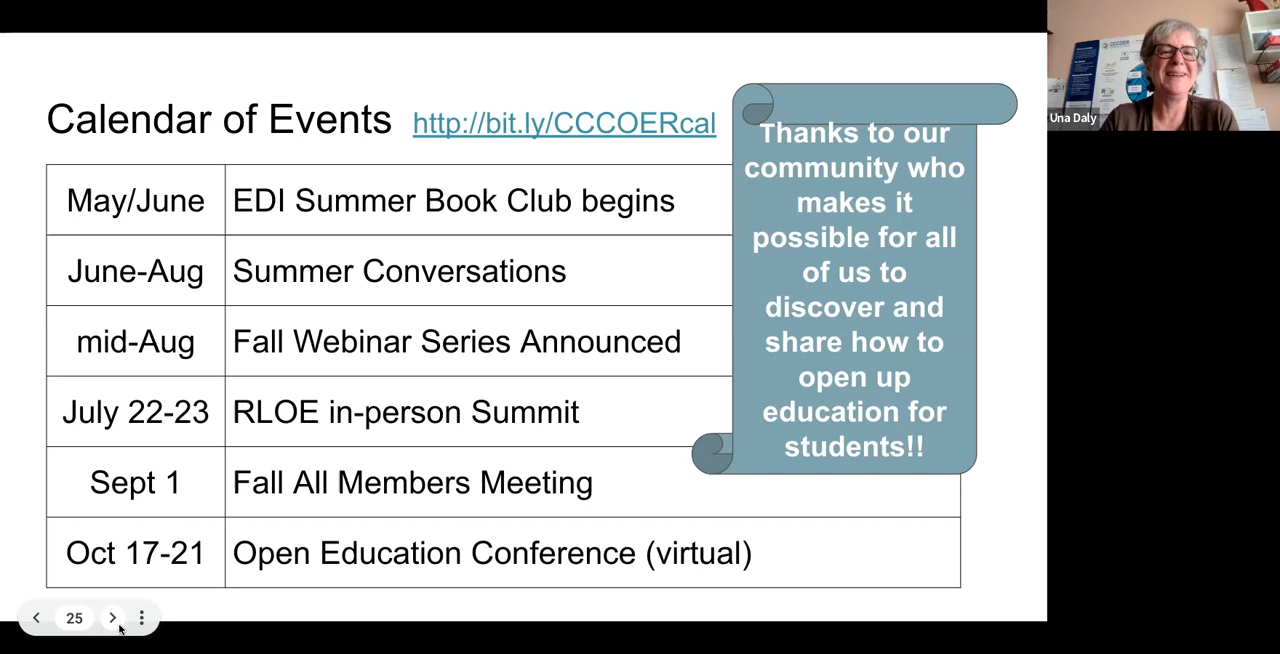 Calendar of Events http://bit.ly/CCCOERcal
May/June EDI Summer Book Club begins
June-Aug Summer Conversations
mid-Aug Fall Webinar Series Announced
July 22-23 RLOE in-person Summit
Sept 1 Fall All Members Meeting
Oct 17-21 Open Education Conference (virtual)
Thanks to our
community who
makes it
possible for all
of us to
discover and
share how to
open up
education for
students!!
CCCOER
Una Daly
25